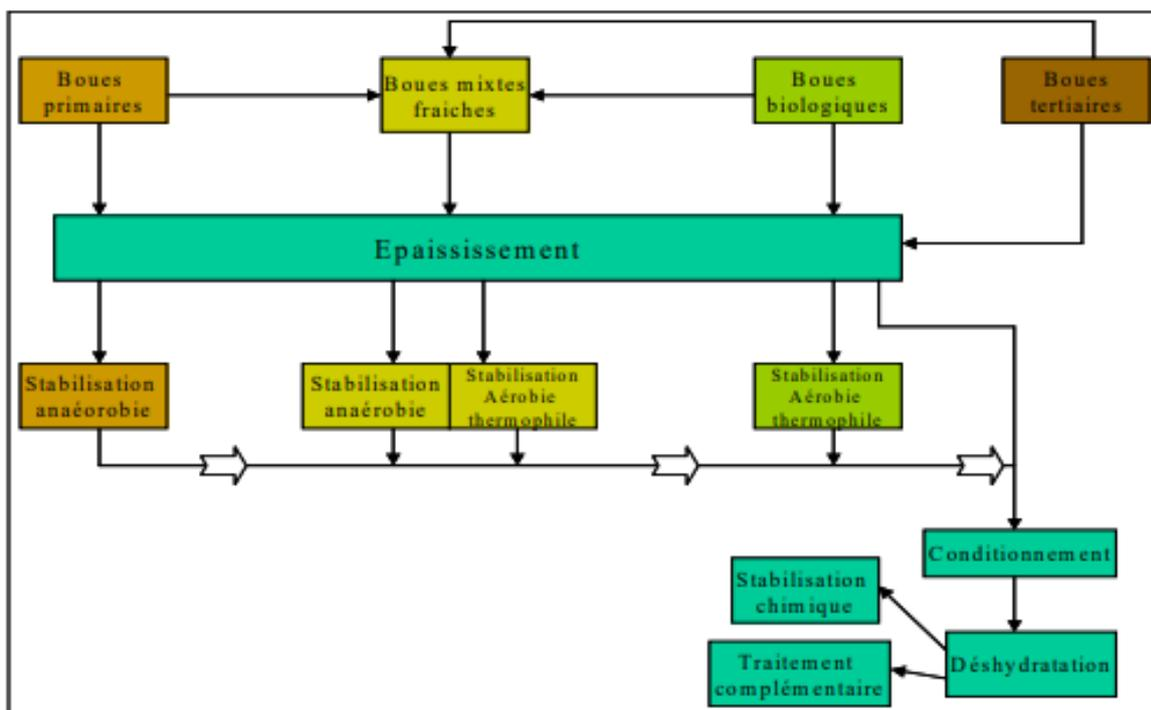 Boues
primaires
Boues mixtes
fraiches
Boues
biologiques
Boues
tertiaires
Epaississement
Stabilisation
anaéorobie
Stabilisation
anaérobie
Stabilisation
Aérobie
thermophile
Stabilisation
Aérobie
thermophile
Conditionnement
Stabilisation
chimique
Déshydratation
Traitement
complémentaire